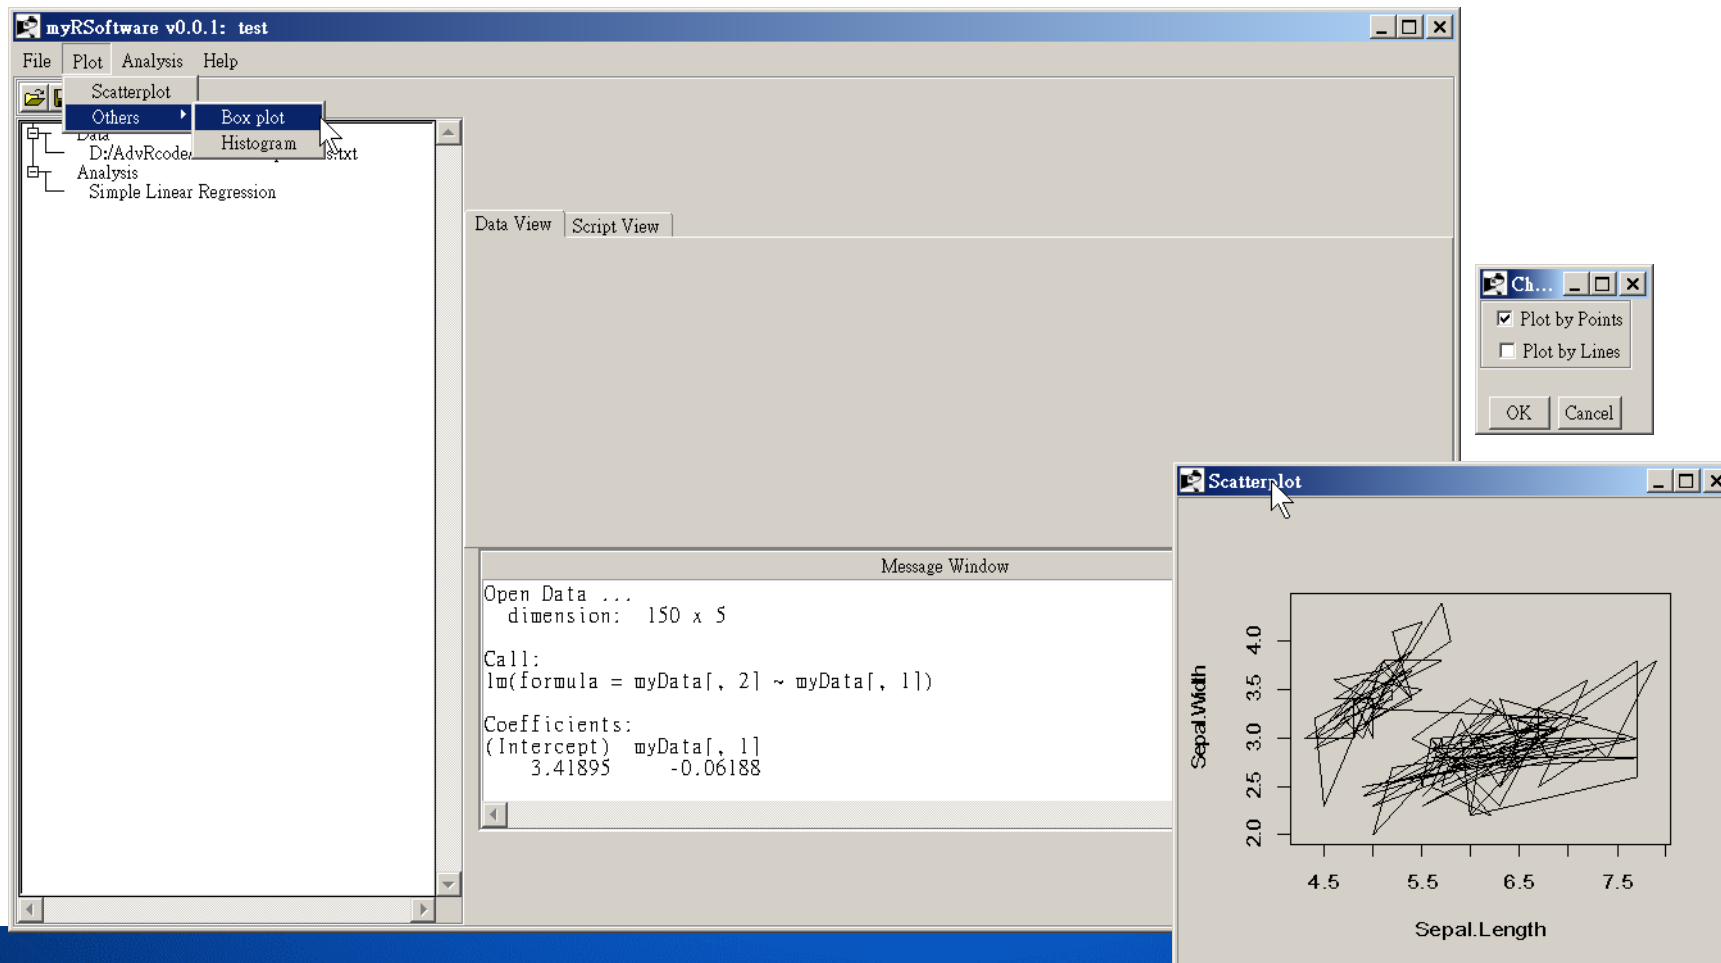 myRSoftware v0.0.1: test
File Plot Analysis Help
Scatterplot
Others Box plot
Histogram
Data
D:/AdvRcode/ s.txt
Analysis
Simple Linear Regression
Data View Script View
Ch...
Plot by Points
Plot by Lines
OK Cancel
Message Window
Open Data ...
dimension: 150 x 5
Call:
lm(formula = myData[, 2] ~ myData[, 1])
Coefficients:
(Intercept) myData[, 1]
3.41895 -0.06188
Scatterplot
Sepal.Width
4.0
3.5
3.0
2.5
2.0
4.5 5.5 6.5 7.5
Sepal.Length